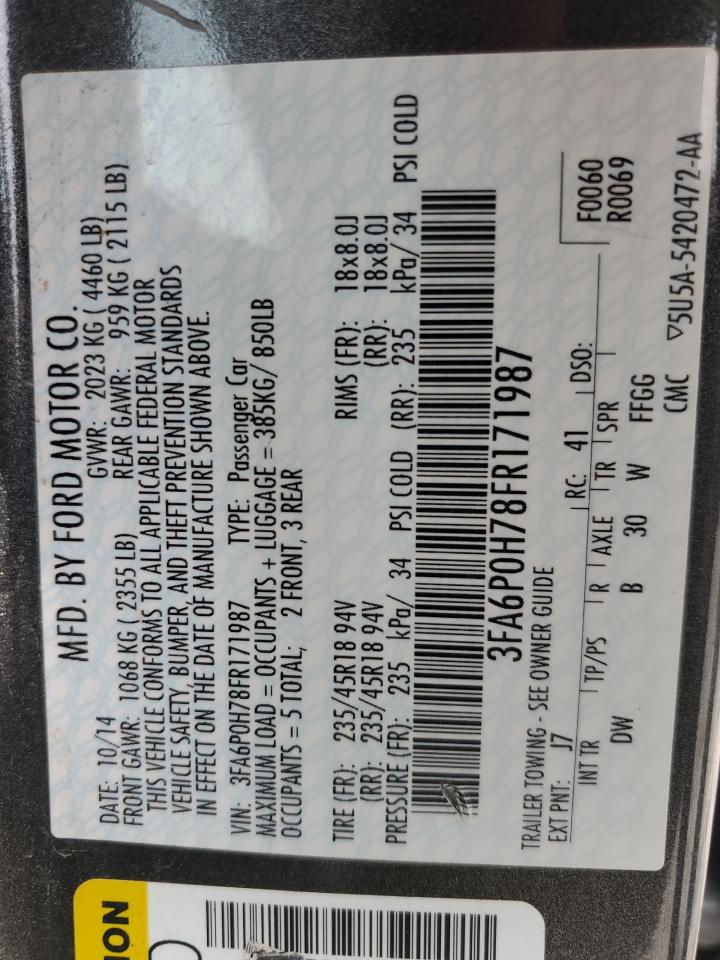 MFD. BY FORD MOTOR CO.
DATE: 10/14 GVWR: 2023 KG ( 4460 LB)
FRONT GAWR: 1068 KG ( 2355 LB) REAR GAWR: 959 KG ( 2115 LB)
THIS VEHICLE CONFORMS TO ALL APPLICABLE FEDERAL MOTOR
VEHICLE SAFETY, BUMPER, AND THEFT PREVENTION STANDARDS
IN EFFECT ON THE DATE OF MANUFACTURE SHOWN ABOVE.
VIN: 3FA6P0H78FR171987 TYPE: Passenger Car
MAXIMUM LOAD = OCCUPANTS + LUGGAGE = 385KG/ 850LB
OCCUPANTS = 5 TOTAL; 2 FRONT, 3 REAR
TIRE (FR): 235/45R18 94V RIMS (FR): 18x8.0J
(RR): 235/45R18 94V (RR): 18x8.0J
PRESSURE (FR): 235 kPa/ 34 PSI COLD (RR): 235 kPa/ 34 PSI COLD
3FA6P0H78FR171987
TRAILER TOWING - SEE OWNER GUIDE
EXT PNT: J7 RC: 41 DSO:
F0060
R0069
INT TR TP/PS R AXLE TR SPR
DW B 30 W FFGG
CMC ▽5U5A-5420472-AA
ION